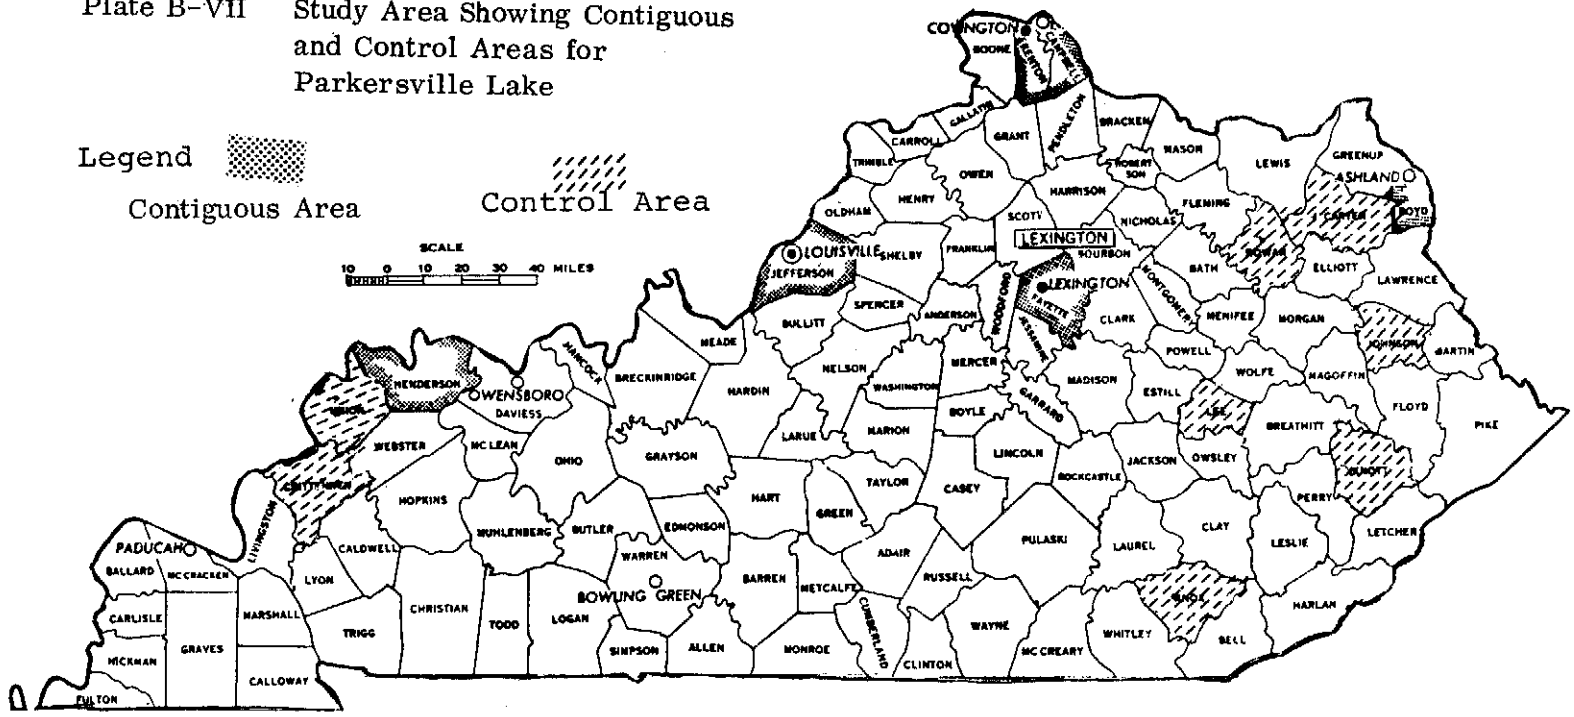 Plate B-VII Study Area Showing Contiguous
and Control Areas for
Parkersville Lake
Legend
Contiguous Area
Control Area
SCALE
10 0 10 20 30 40 MILES
COVINGTON
BOONE
KENTON
CAMPBELL
GALLATIN
CARROLL
TRIMBLE
GRANT
PENDLETON
BRACKEN
MASON
ROBERT
SON
LEWIS
GREENUP
ASHLAND
BOYD
CARTER
OWEN
HENRY
OLDHAM
HARRISON
SCOTT
NICHOLAS
FLEMING
ROWAN
ELLIOTT
LAWRENCE
LEXINGTON
BOURBON
BATH
LOUISVILLE
JEFFERSON
SHELBY
FRANKLIN
LEXINGTON
FAYETTE
WOODFORD
JESSAMINE
CLARK
MONTGOMERY
MENIFEE
MORGAN
JOHNSON
MARTIN
SPENCER
ANDERSON
BULLITT
MEADE
NELSON
MERCER
WASHINGTON
MADISON
POWELL
ESTILL
WOLFE
MAGOFFIN
FLOYD
PIKE
HENDERSON
OWENSBORO
DAVIESS
HANCOCK
BRECKINRIDGE
HARDIN
LARUE
MARION
BOYLE
GARRARD
LEE
BREATHITT
UNION
WEBSTER
MC LEAN
OHIO
GRAYSON
LINCOLN
ROCKCASTLE
JACKSON
OWSLEY
KNOTT
PERRY
CRITTENDEN
LIVINGSTON
HOPKINS
MUHLENBERG
BUTLER
EDMONSON
HART
GREEN
TAYLOR
CASEY
PULASKI
LAUREL
CLAY
LESLIE
LETCHER
PADUCAH
BALLARD
MC CRACKEN
CALDWELL
LYON
WARREN
BOWLING GREEN
BARREN
METCALFE
ADAIR
RUSSELL
KNOX
HARLAN
CARLISLE
MARSHALL
CHRISTIAN
TODD
LOGAN
TRIGG
GRAVES
HICKMAN
CALLOWAY
FULTON
SIMPSON
ALLEN
MONROE
CUMBERLAND
CLINTON
WAYNE
MC CREARY
WHITLEY
BELL